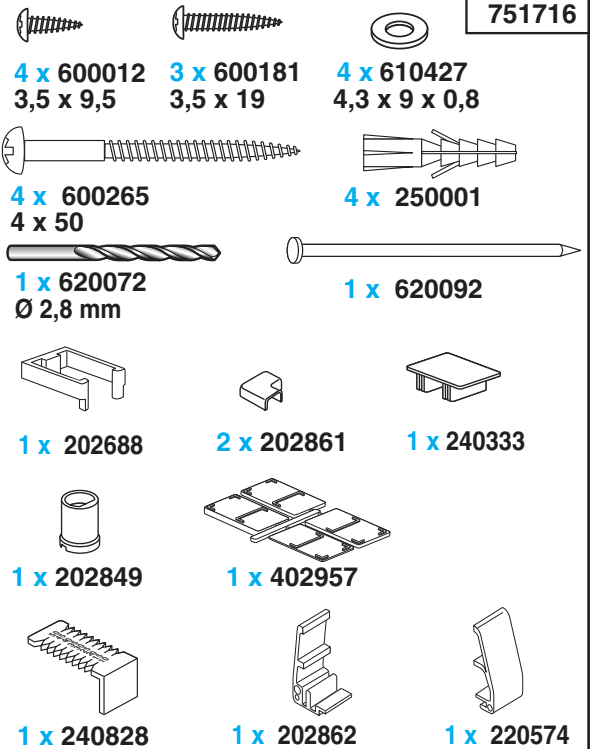 751716
4 x 600012 3 x 600181 4 x 610427
3,5 x 9,5 3,5 x 19 4,3 x 9 x 0,8
4 x 600265 4 x 250001
4 x 50
1 x 620072 1 x 620092
Ø 2,8 mm
1 x 202688 2 x 202861 1 x 240333
1 x 202849 1 x 402957
1 x 240828 1 x 202862 1 x 220574